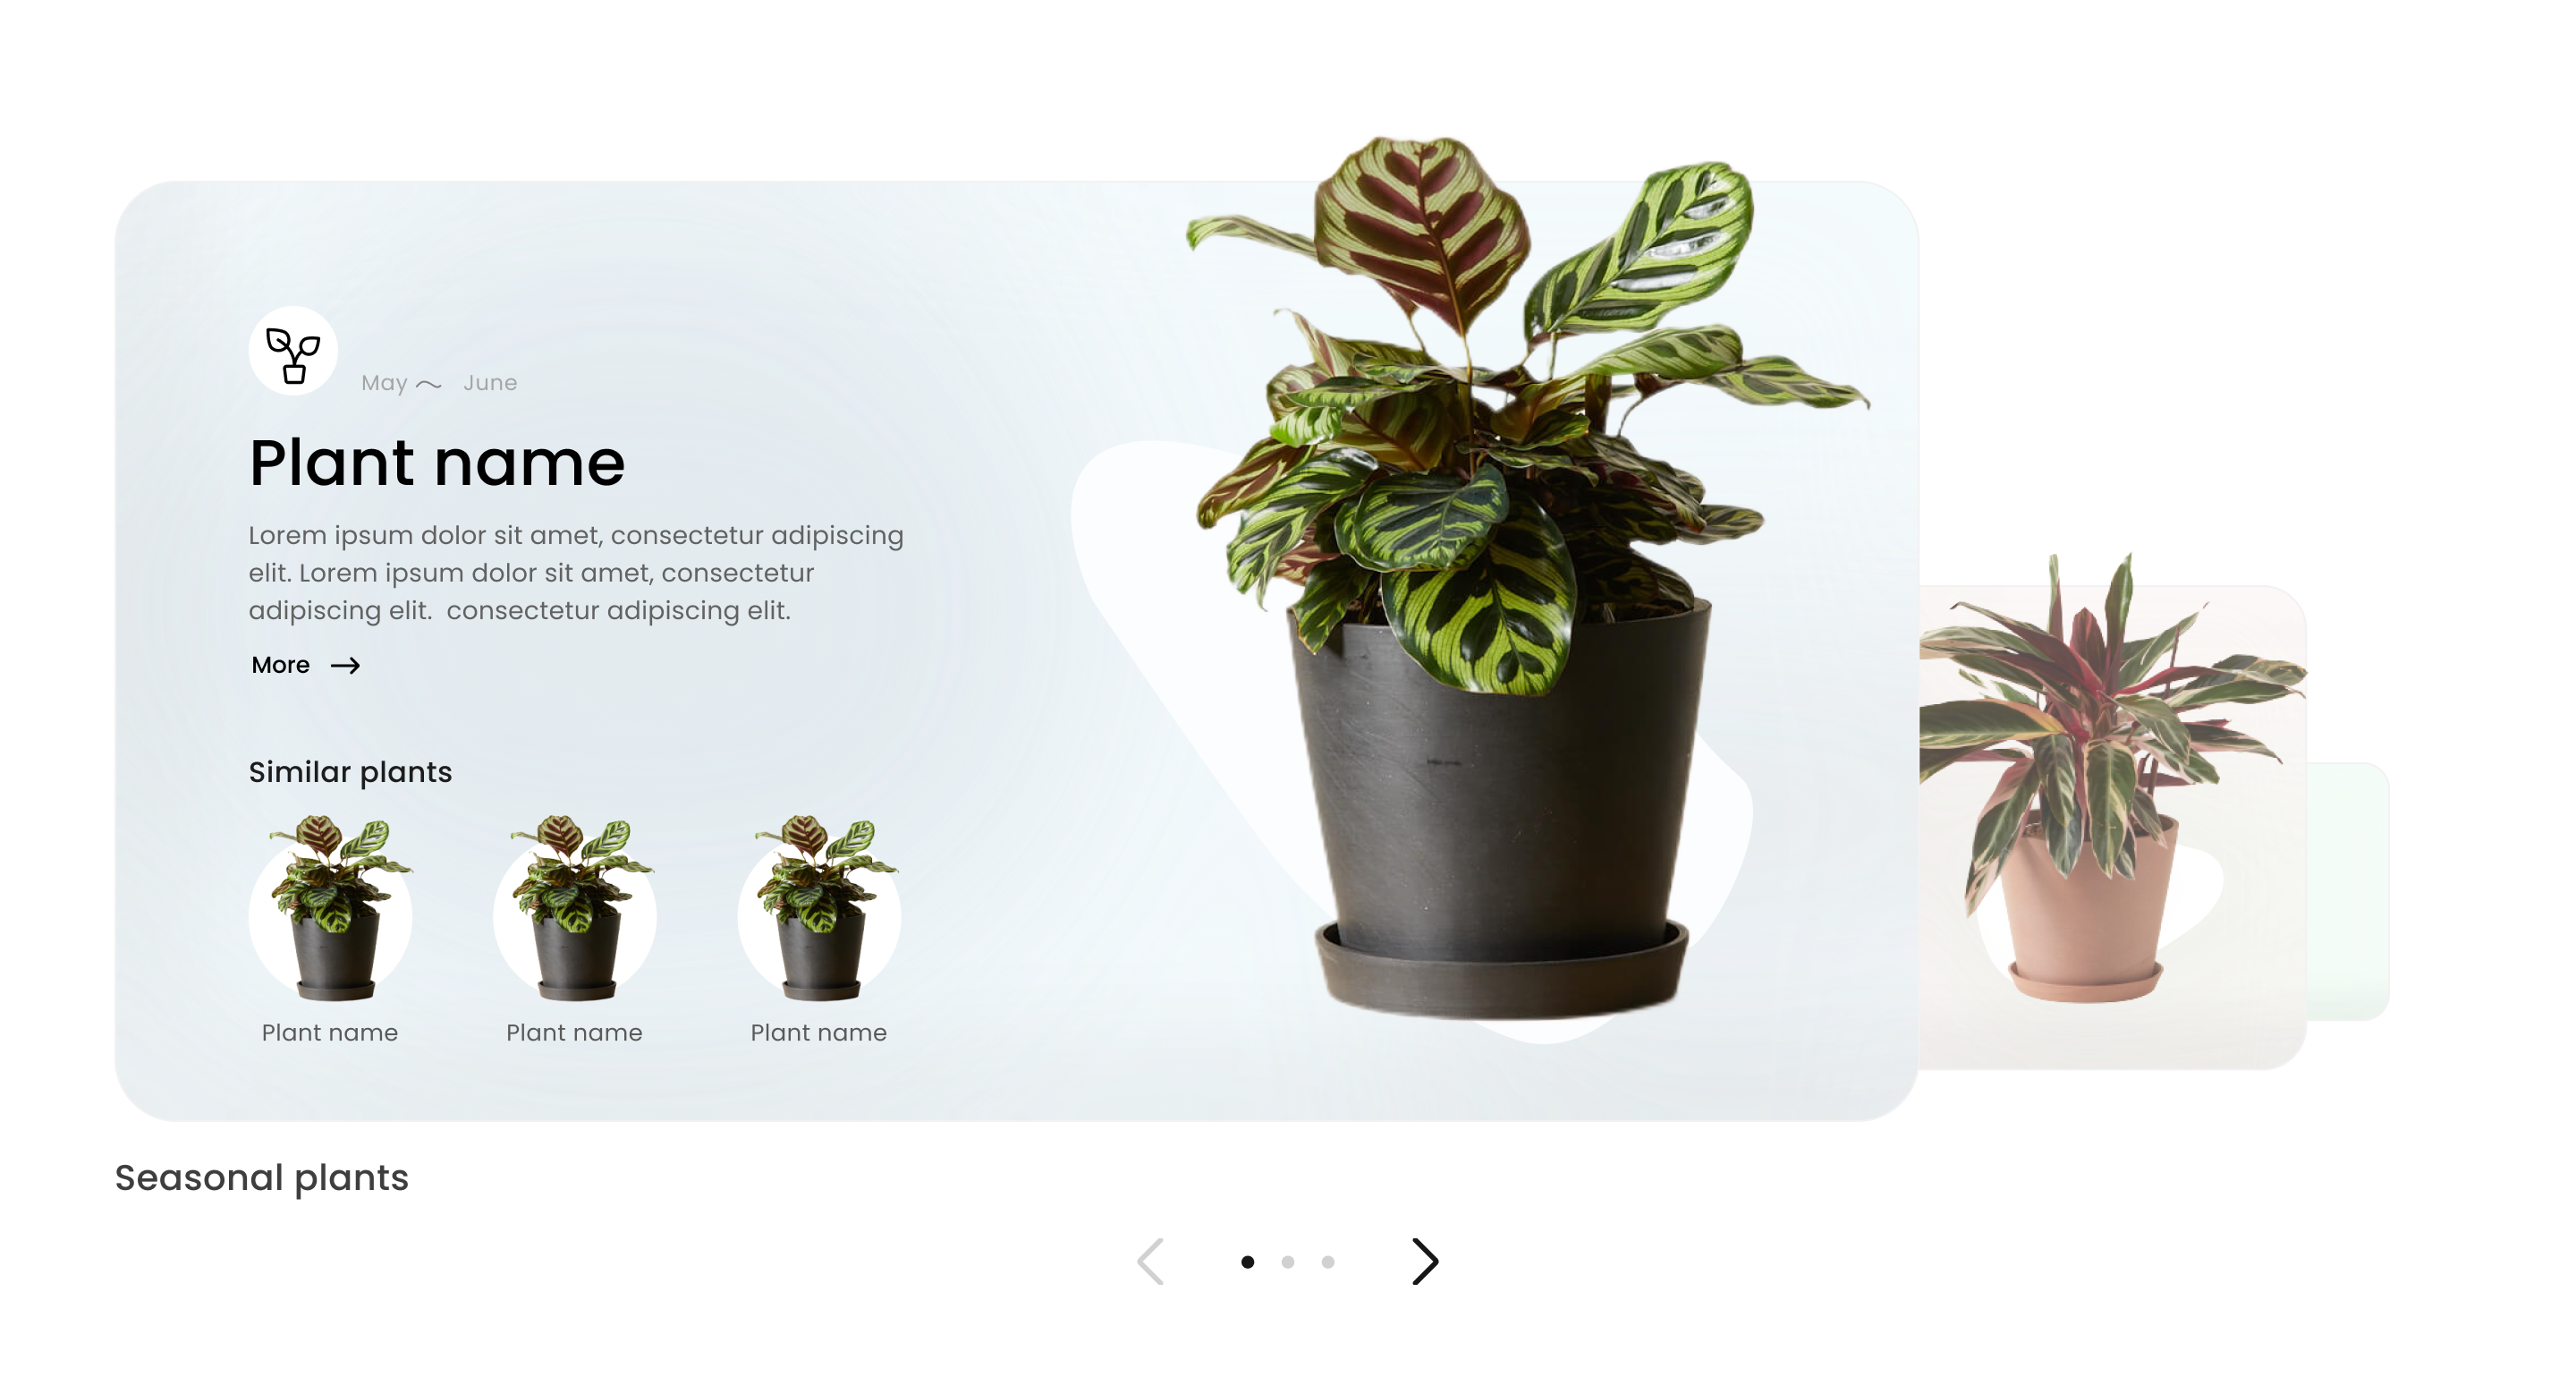 May ~ June
Plant name
Lorem ipsum dolor sit amet, consectetur adipiscing
elit. Lorem ipsum dolor sit amet, consectetur
adipiscing elit.  consectetur adipiscing elit.
More →
Similar plants
Plant name
Plant name
Plant name
Seasonal plants